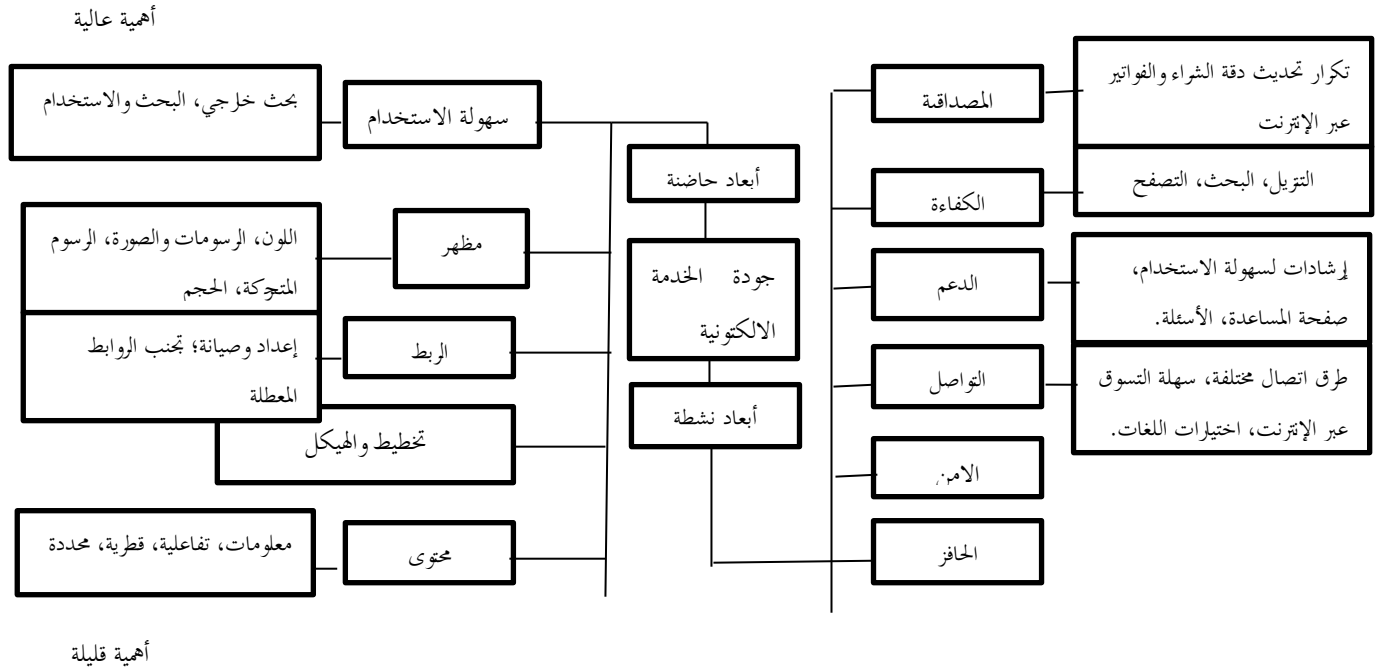 أهمية عالية
تكرار تحديث دقة الشراء والفواتير
عبر الإنترنت
المصداقية
بحث خارجي، البحث والاستخدام
سهولة الاستخدام
أبعاد حاضنة
التنزيل، البحث، التصفح
الكفاءة
اللون، الرسومات والصورة، الرسوم
المتحركة، الحجم
مظهر
جودة الخدمة
الالكتونية
إرشادات لسهولة الاستخدام،
صفحة المساعدة، الأسئلة.
الدعم
إعداد وصيانة؛ تجنب الروابط
المعطلة
الربط
طرق اتصال مختلفة، سهلة التسوق
عبر الإنترنت، اختيارات اللغات.
التواصل
أبعاد نشطة
تخطيط والهيكل
الامن
الحافز
محتوى
معلومات، تفاعلية، قطرية، محددة
أهمية قليلة